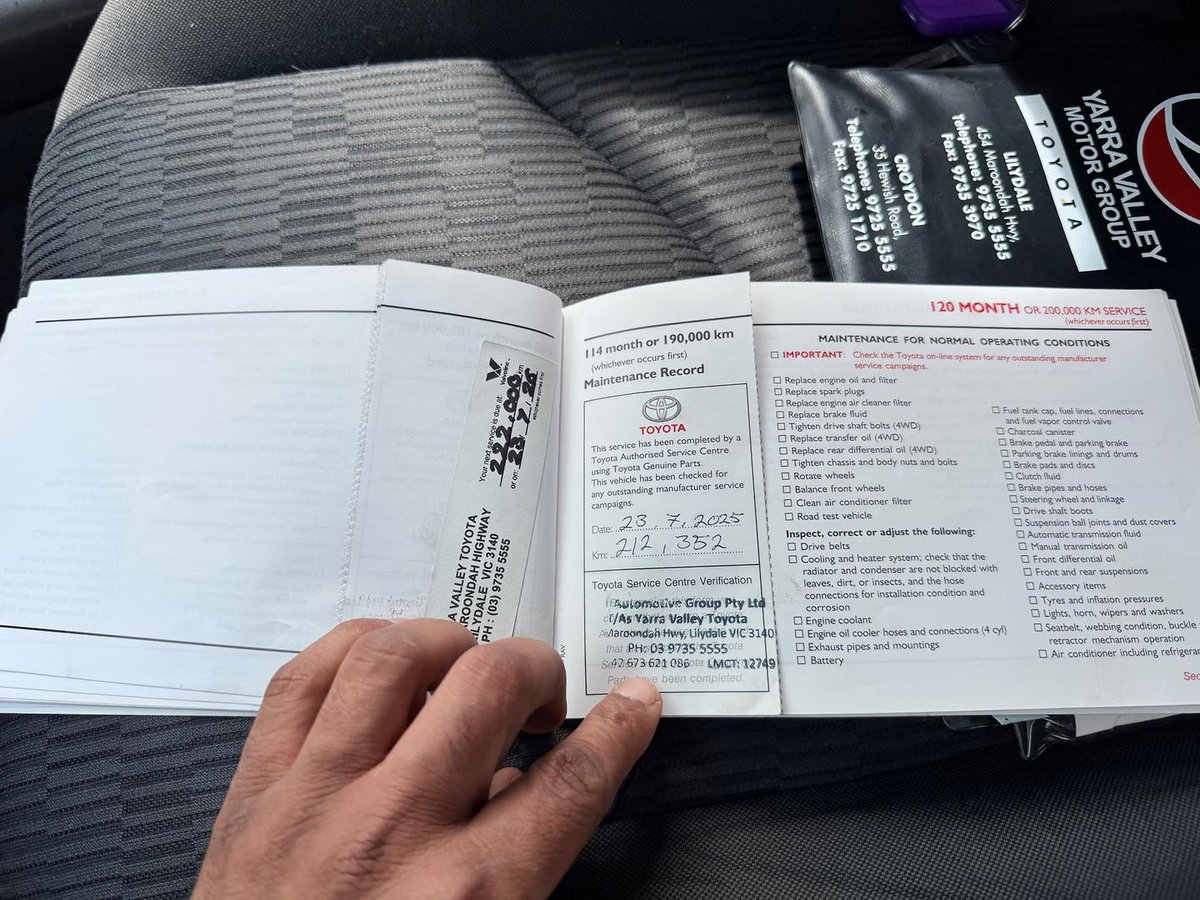 YARRA VALLEY
MOTOR GROUP
TOYOTA
LILYDALE
454 Maroondah Hwy,
Telephone: 9735 5555
Fax: 9735 3970
CROYDON
35 Hewish Road,
Telephone: 9725 5555
Fax: 9725 1710
Your next service is due at:
222,000 km
or on: 23/7/26
Whichever comes first
A VALLEY TOYOTA
AROONDAH HIGHWAY
LILYDALE VIC 3140
PH : (03) 9735 5555
114 month or 190,000 km
(whichever occurs first)
Maintenance Record
TOYOTA
This service has been completed by a
Toyota Authorised Service Centre
using Toyota Genuine Parts.
This vehicle has been checked for
any outstanding manufacturer service
campaigns.
Date: 23.7.2025
Km: 212,352
Toyota Service Centre Verification
Automotive Group Pty Ltd
T/As Yarra Valley Toyota
Maroondah Hwy, Lilydale VIC 3140
PH: 03 9735 5555
42 673 621 086 LMCT: 12749
Parts have been completed.
RAV
120 MONTH OR 200,000 KM SERVICE
(whichever occurs first)
MAINTENANCE FOR NORMAL OPERATING CONDITIONS
IMPORTANT: Check the Toyota on-line system for any outstanding manufacturer
service campaigns.
Replace engine oil and filter
Replace spark plugs
Replace engine air cleaner filter
Replace brake fluid
Tighten drive shaft bolts (4WD)
Replace transfer oil (4WD)
Replace rear differential oil (4WD)
Tighten chassis and body nuts and bolts
Rotate wheels
Balance front wheels
Clean air conditioner filter
Road test vehicle
Inspect, correct or adjust the following:
Drive belts
Cooling and heater system; check that the
radiator and condenser are not blocked with
leaves, dirt, or insects, and the hose
connections for installation condition and
corrosion
Engine coolant
Engine oil cooler hoses and connections (4 cyl)
Exhaust pipes and mountings
Battery
Fuel tank cap, fuel lines, connections
and fuel vapor control valve
Charcoal canister
Brake pedal and parking brake
Parking brake linings and drums
Brake pads and discs
Clutch fluid
Brake pipes and hoses
Steering wheel and linkage
Drive shaft boots
Suspension ball joints and dust covers
Automatic transmission fluid
Manual transmission oil
Front differential oil
Front and rear suspensions
Accessory items
Tyres and inflation pressures
Lights, horn, wipers and washers
Seatbelt, webbing condition, buckle
retractor mechanism operation
Air conditioner including refrigera
Sec